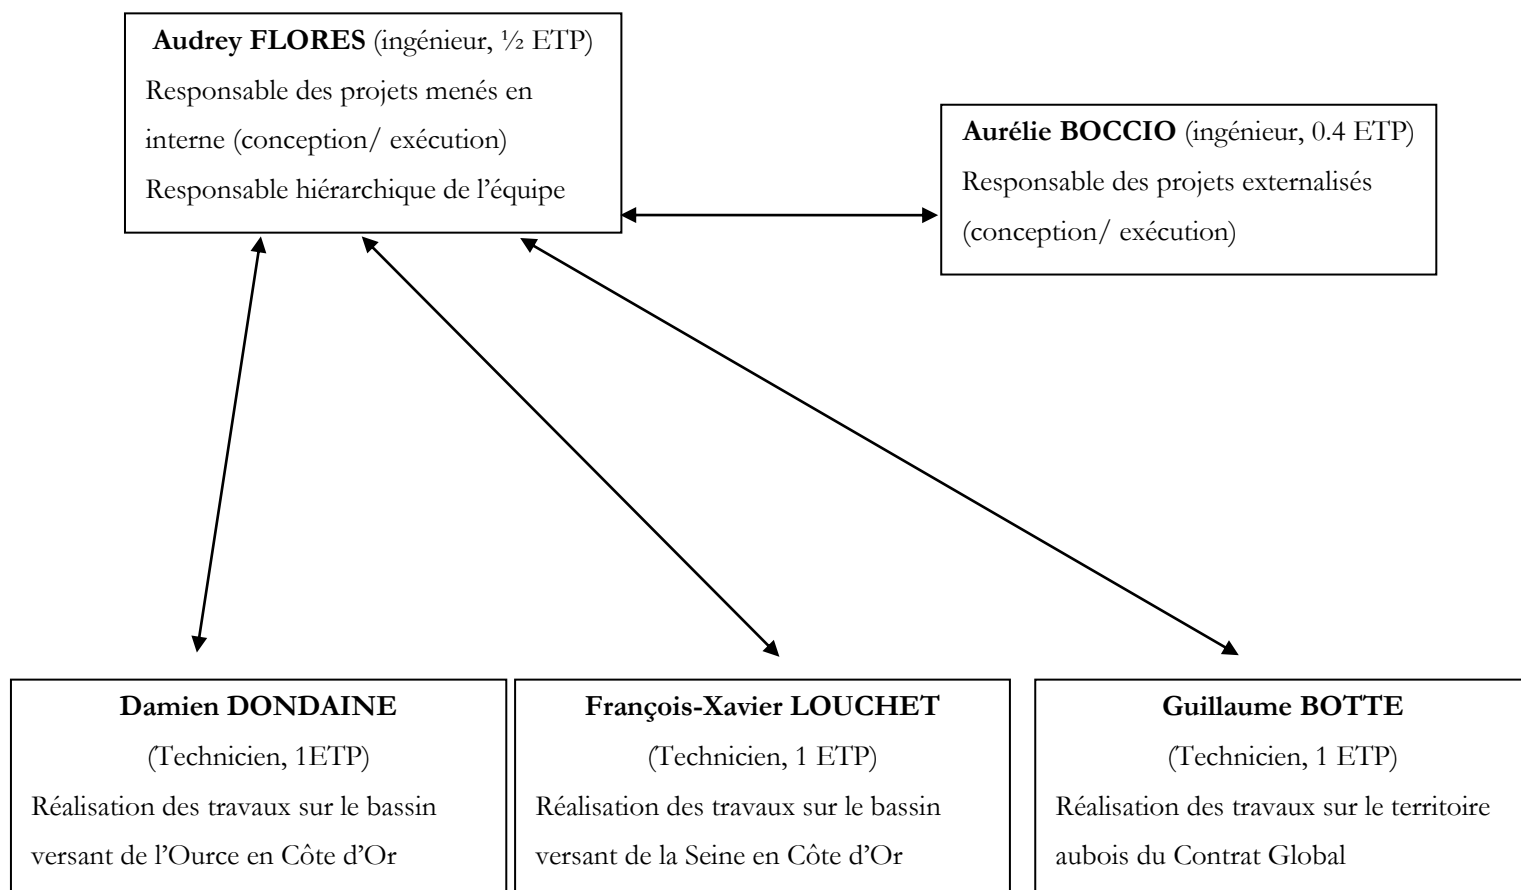 Audrey FLORES (ingénieur, ½ ETP)
Responsable des projets menés en
interne (conception/ exécution)
Responsable hiérarchique de l’équipe
Aurélie BOCCIO (ingénieur, 0.4 ETP)
Responsable des projets externalisés
(conception/ exécution)
Damien DONDAINE
(Technicien, 1ETP)
Réalisation des travaux sur le bassin
versant de l’Ource en Côte d’Or
François-Xavier LOUCHET
(Technicien, 1 ETP)
Réalisation des travaux sur le bassin
versant de la Seine en Côte d’Or
Guillaume BOTTE
(Technicien, 1 ETP)
Réalisation des travaux sur le territoire
aubois du Contrat Global